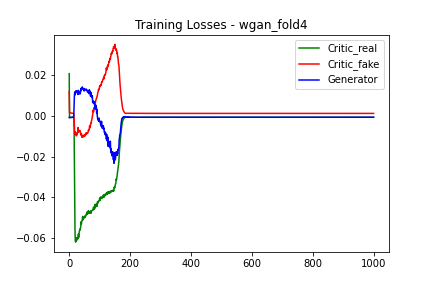 Training Losses - wgan_fold4
Critic_real
Critic_fake
Generator
0.02
0.00
−0.02
−0.04
−0.06
0 200 400 600 800 1000